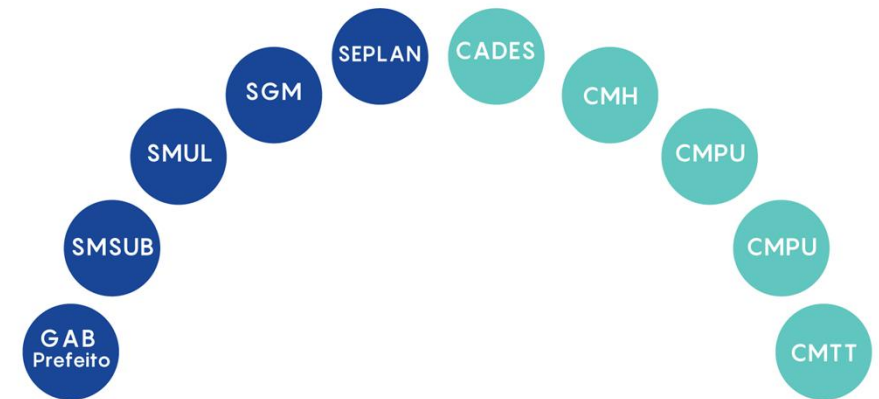 SEPLAN
CADES
SGM
CMH
SMUL
CMPU
SMSUB
CMPU
GAB
Prefeito
CMTT